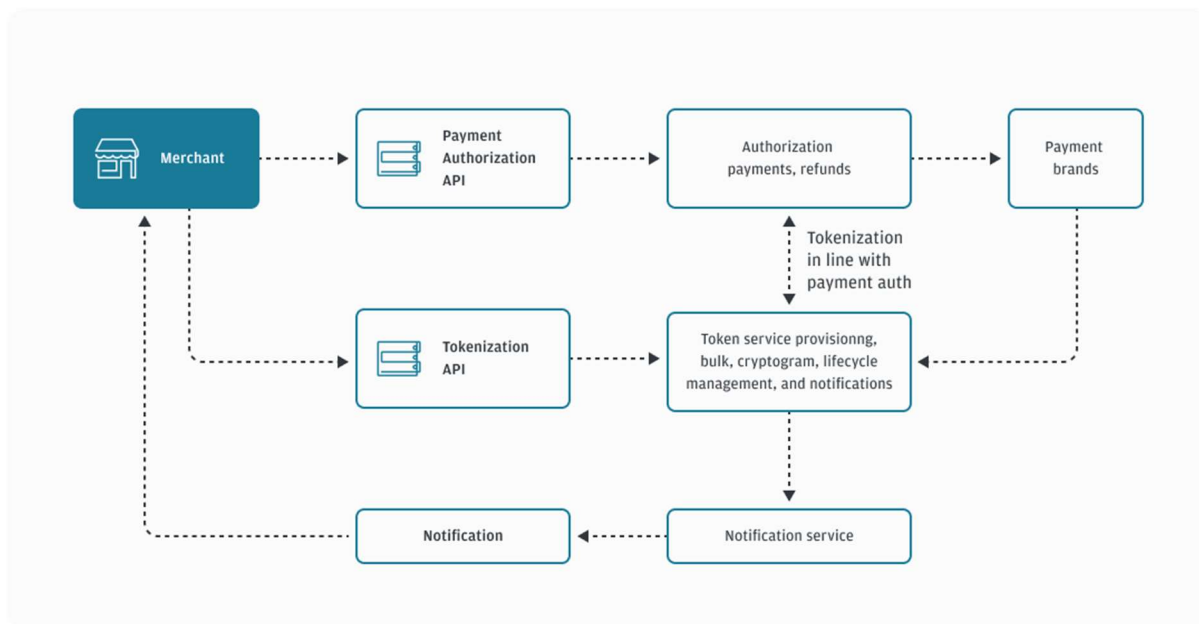 Merchant
Payment
Authorization
API
Authorization
payments, refunds
Payment
brands
Tokenization
in line with
payment auth
Tokenization
API
Token service provisionng,
bulk, cryptogram, lifecycle
management, and notifications
Notification
Notification service